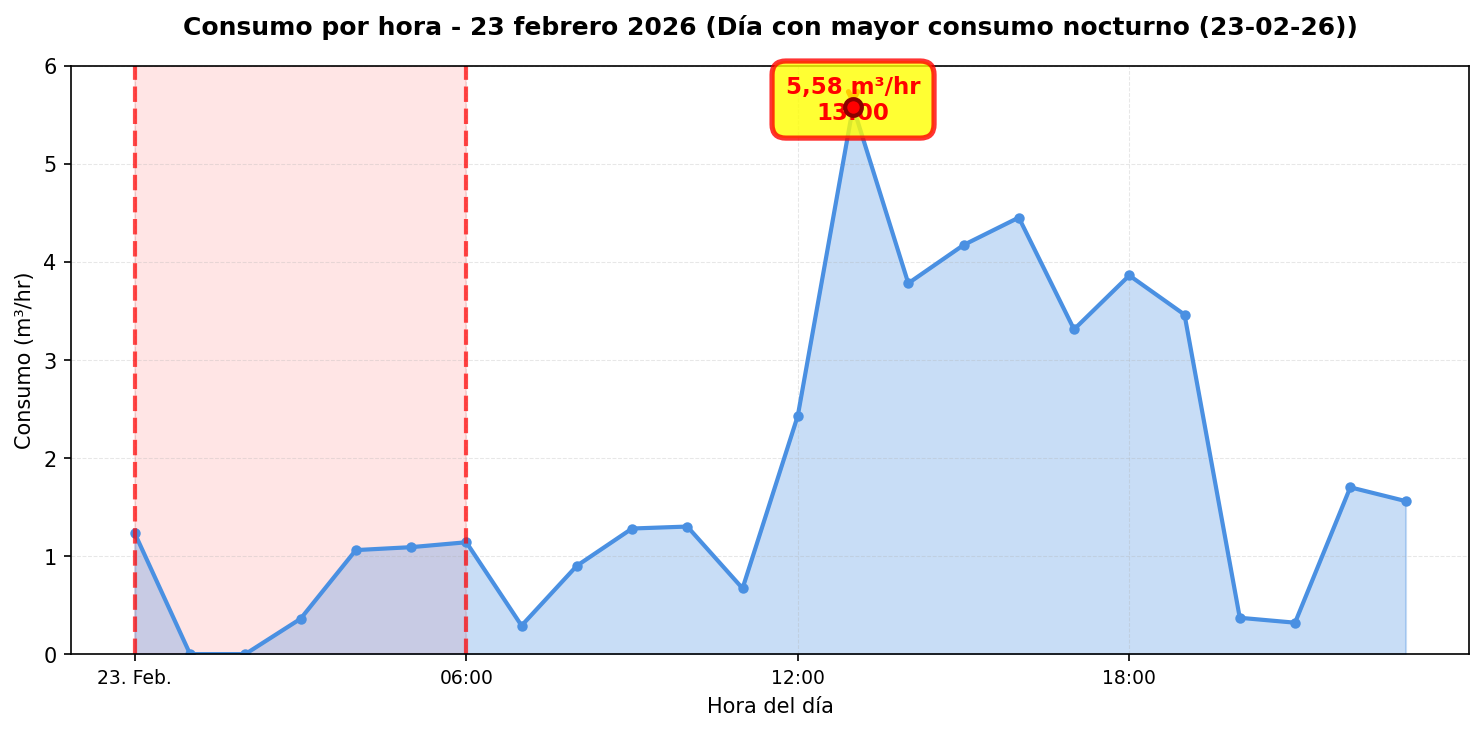 Consumo por hora - 23 febrero 2026 (Día con mayor consumo nocturno (23-02-26))
5,58 m³/hr
13:00
Consumo (m³/hr)
6
5
4
3
2
1
0
23. Feb.
06:00
12:00
18:00
Hora del día